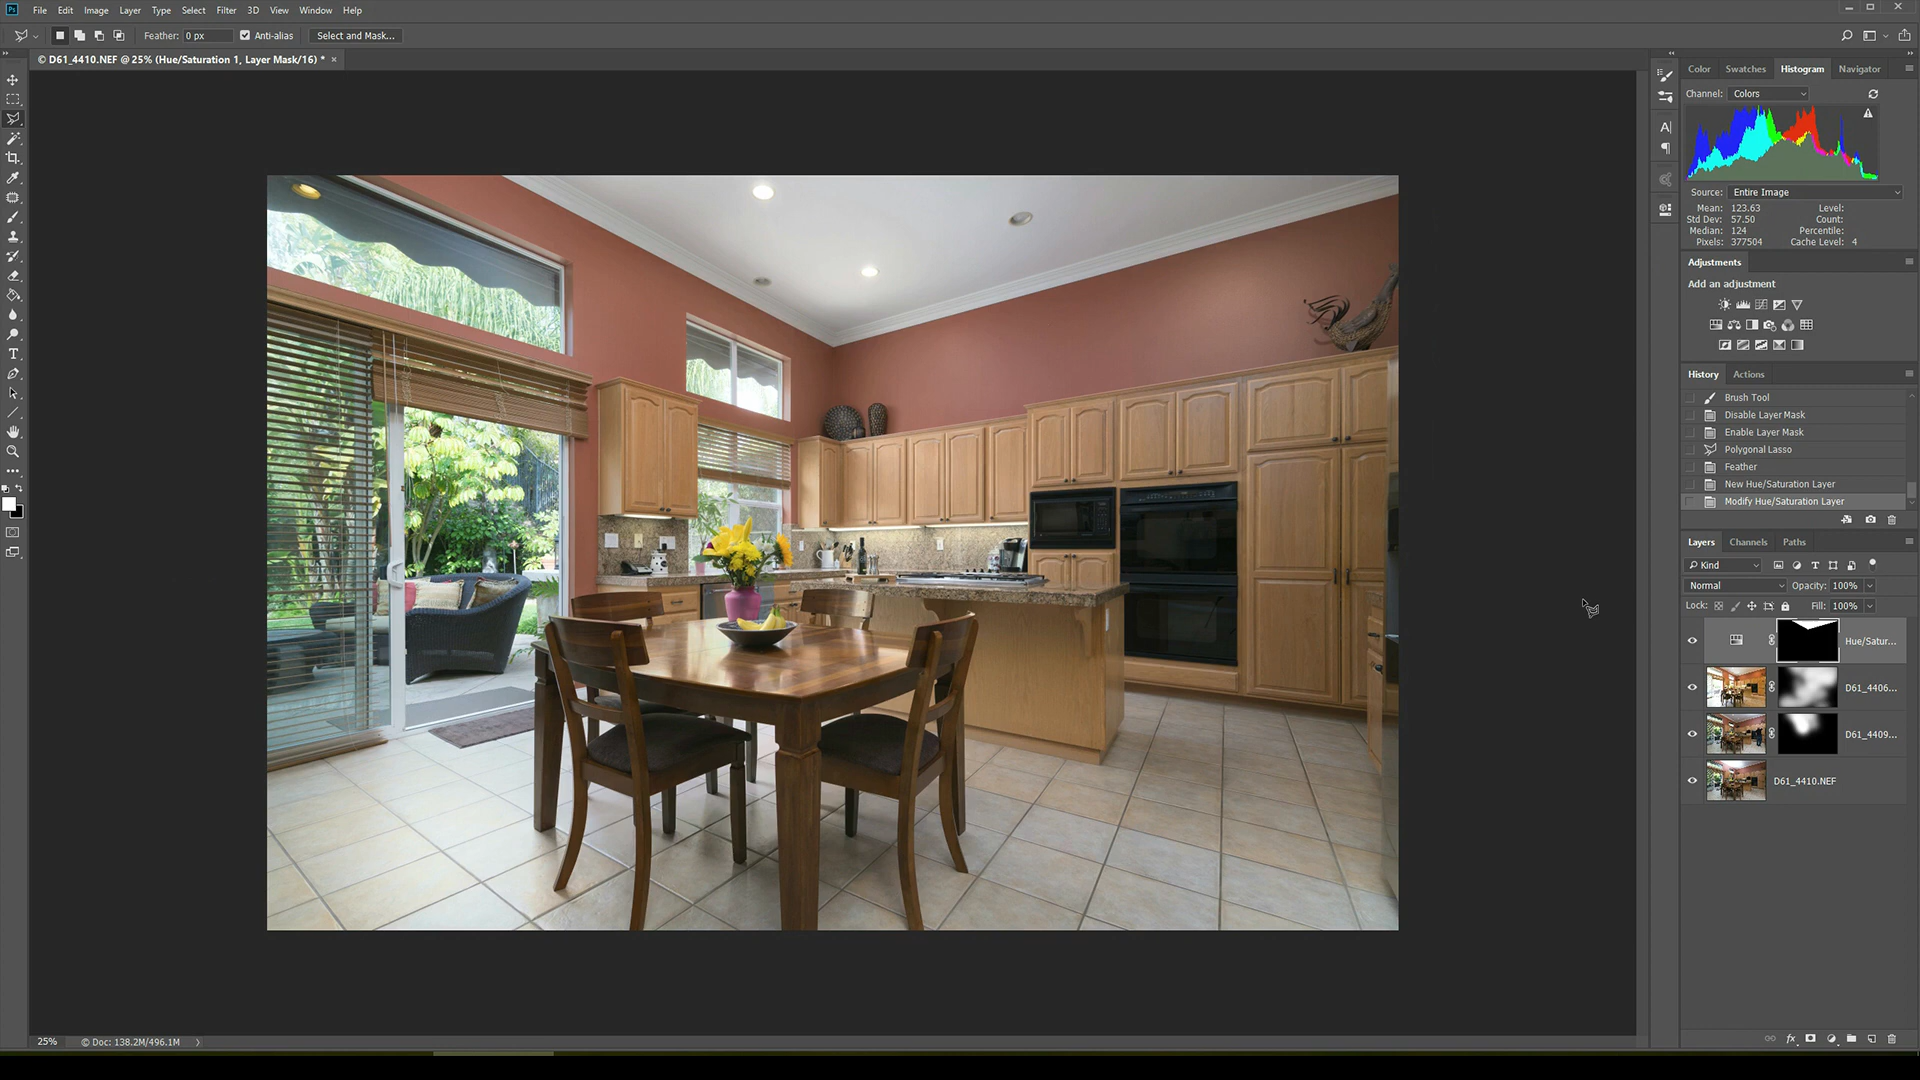 Ps File Edit Image Layer Type Select Filter 3D View Window Help
Feather: 0 px Anti-alias Select and Mask...
© D61_4410.NEF @ 25% (Hue/Saturation 1, Layer Mask/16) * ×
Color Swatches Histogram Navigator
Channel: Colors
Source: Entire Image
Mean: 123.63 Level:
Std Dev: 57.50 Count:
Median: 124 Percentile:
Pixels: 377504 Cache Level: 4
Adjustments
Add an adjustment
History Actions
Brush Tool
Disable Layer Mask
Enable Layer Mask
Polygonal Lasso
Feather
New Hue/Saturation Layer
Modify Hue/Saturation Layer
Layers Channels Paths
Kind
Normal Opacity: 100%
Lock: Fill: 100%
Hue/Satur...
D61_4406...
D61_4409...
D61_4410.NEF
25% © Doc: 138.2M/496.1M
fx